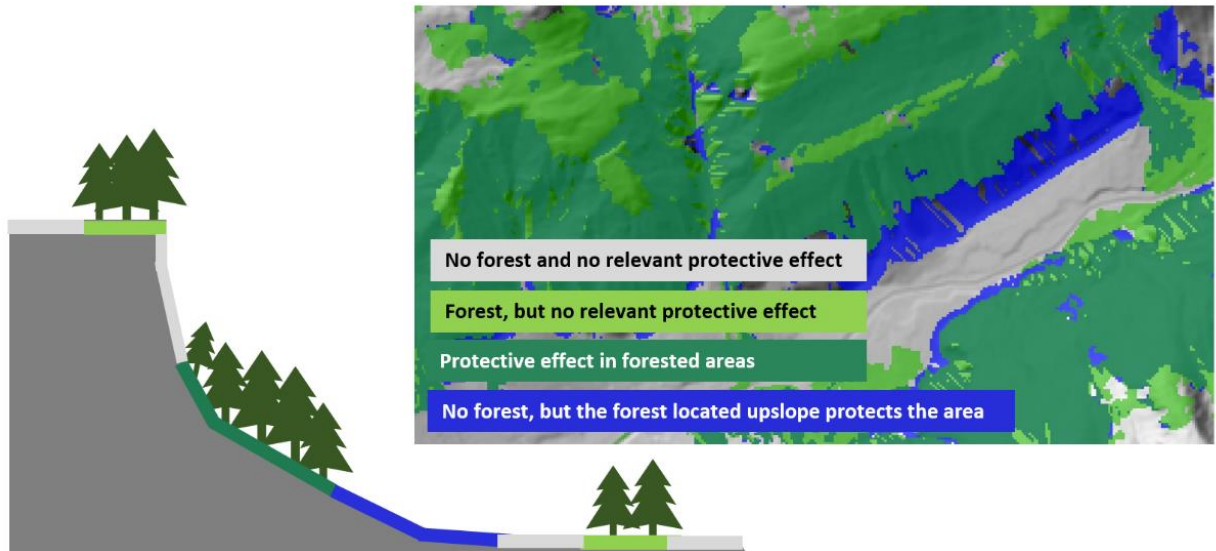 No forest and no relevant protective effect
Forest, but no relevant protective effect
Protective effect in forested areas
No forest, but the forest located upslope protects the area